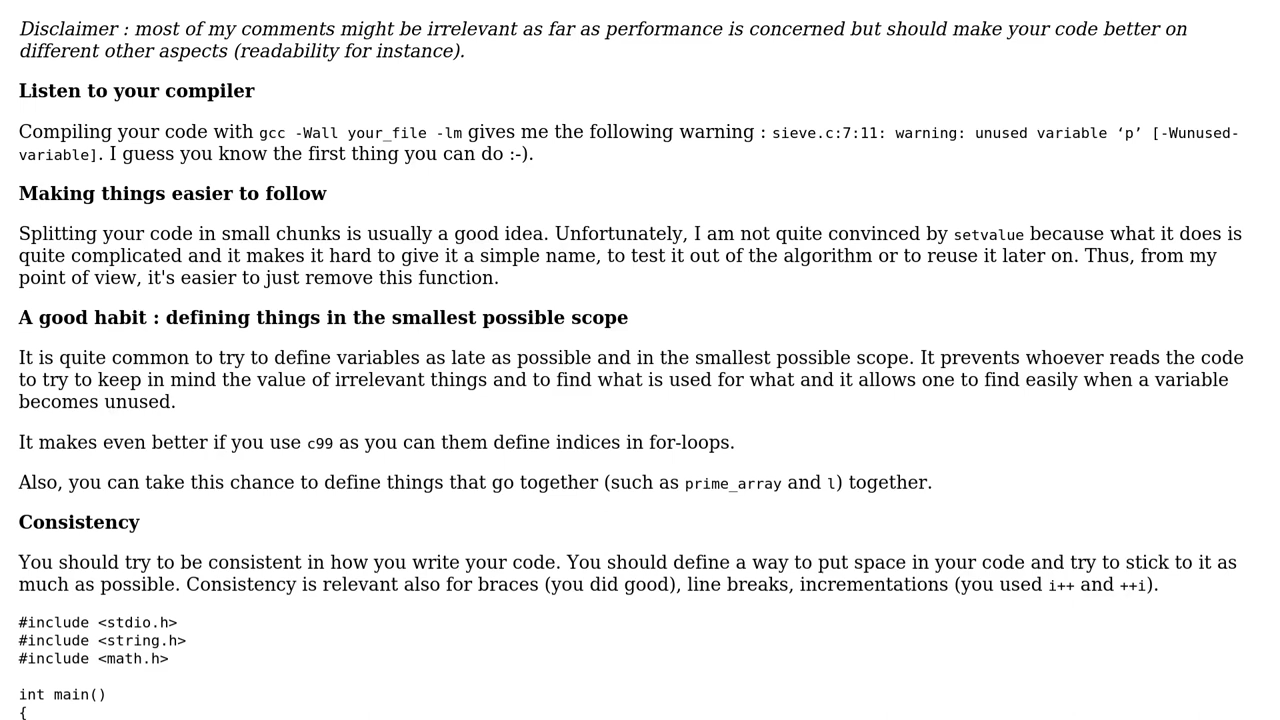 Disclaimer : most of my comments might be irrelevant as far as performance is concerned but should make your code better on
different other aspects (readability for instance).
Listen to your compiler
Compiling your code with gcc -Wall your_file -lm gives me the following warning : sieve.c:7:11: warning: unused variable ‘p’ [-Wunused-
variable]. I guess you know the first thing you can do :-).
Making things easier to follow
Splitting your code in small chunks is usually a good idea. Unfortunately, I am not quite convinced by setvalue because what it does is
quite complicated and it makes it hard to give it a simple name, to test it out of the algorithm or to reuse it later on. Thus, from my
point of view, it's easier to just remove this function.
A good habit : defining things in the smallest possible scope
It is quite common to try to define variables as late as possible and in the smallest possible scope. It prevents whoever reads the code
to try to keep in mind the value of irrelevant things and to find what is used for what and it allows one to find easily when a variable
becomes unused.
It makes even better if you use c99 as you can them define indices in for-loops.
Also, you can take this chance to define things that go together (such as prime_array and l) together.
Consistency
You should try to be consistent in how you write your code. You should define a way to put space in your code and try to stick to it as
much as possible. Consistency is relevant also for braces (you did good), line breaks, incrementations (you used i++ and ++i).
#include <stdio.h>
#include <string.h>
#include <math.h>
int main()
{